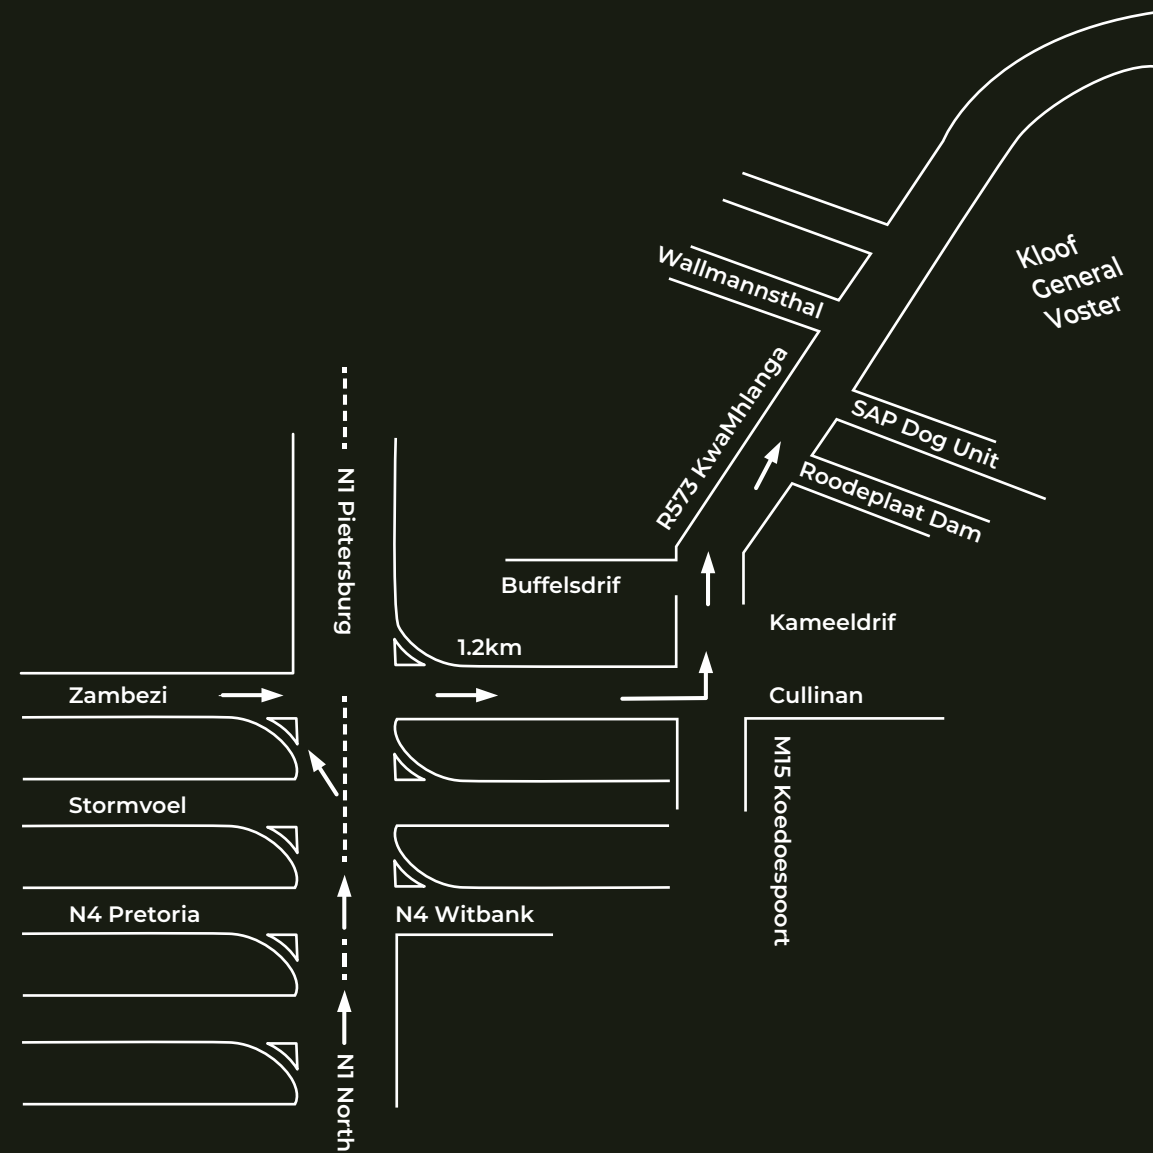 Kloof
General
Voster
Wallmannsthal
R573 KwaMhlanga
SAP Dog Unit
Roodeplaat Dam
N1 Pietersburg
Buffelsdrif
Kameeldrif
1.2km
Zambezi
Cullinan
M15 Koedoespoort
Stormvoel
N4 Pretoria
N4 Witbank
N1 North